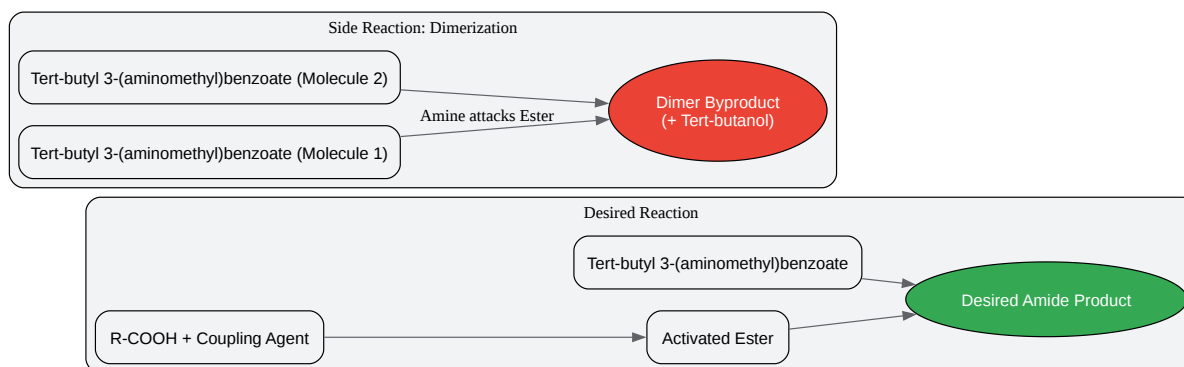 Side Reaction: Dimerization
Tert-butyl 3-(aminomethyl)benzoate (Molecule 2)
Dimer Byproduct
(+ Tert-butanol)
Amine attacks Ester
Tert-butyl 3-(aminomethyl)benzoate (Molecule 1)
Desired Reaction
Tert-butyl 3-(aminomethyl)benzoate
Desired Amide Product
R-COOH + Coupling Agent
Activated Ester